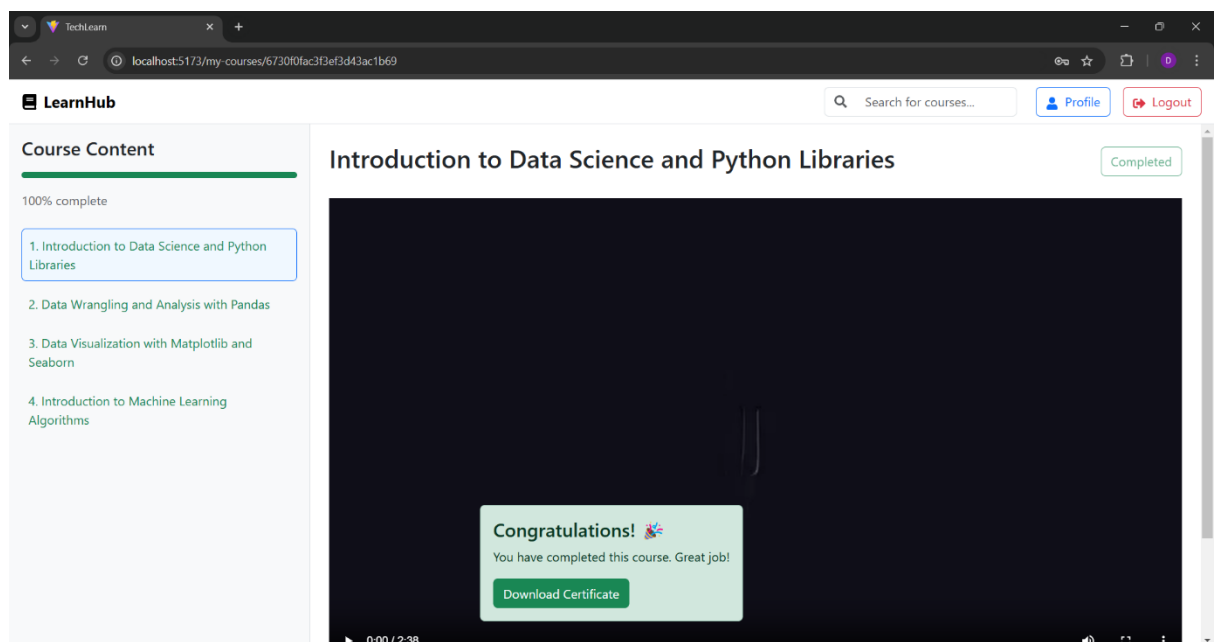 TechLearn
localhost:5173/my-courses/6730f0fac3f3ef3d43ac1b69
D
LearnHub
Search for courses...
Profile
Logout
Course Content
100% complete
1. Introduction to Data Science and Python
Libraries
2. Data Wrangling and Analysis with Pandas
3. Data Visualization with Matplotlib and
Seaborn
4. Introduction to Machine Learning
Algorithms
Introduction to Data Science and Python Libraries
Completed
Congratulations! 🎉
You have completed this course. Great job!
Download Certificate
0:00 / 2:38